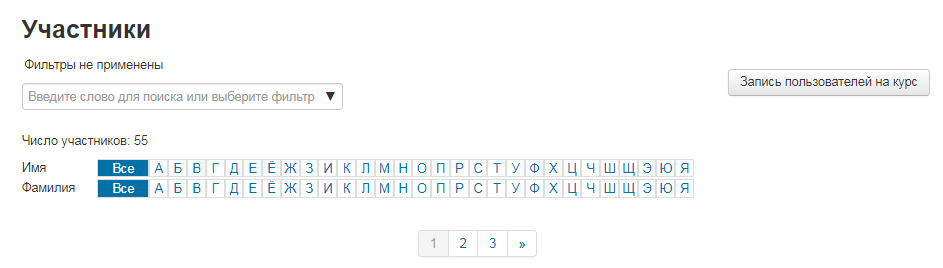 Участники
Фильтры не применены
Введите слово для поиска или выберите фильтр ▼
Запись пользователей на курс
Число участников: 55
Имя Все А Б В Г Д Е Ё Ж З И К Л М Н О П Р С Т У Ф Х Ц Ч Ш Щ Э Ю Я
Фамилия Все А Б В Г Д Е Ё Ж З И К Л М Н О П Р С Т У Ф Х Ц Ч Ш Щ Э Ю Я
1 2 3 »